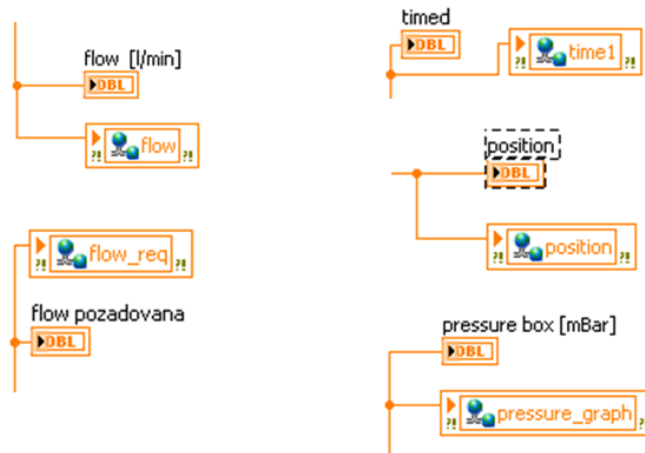 flow [l/min]
DBL
?! flow ?!
?! flow_req ?!
flow pozadovana
DBL
timed
DBL
?! time1 ?!
position
DBL
?! position ?!
pressure box [mBar]
DBL
?! pressure_graph ?